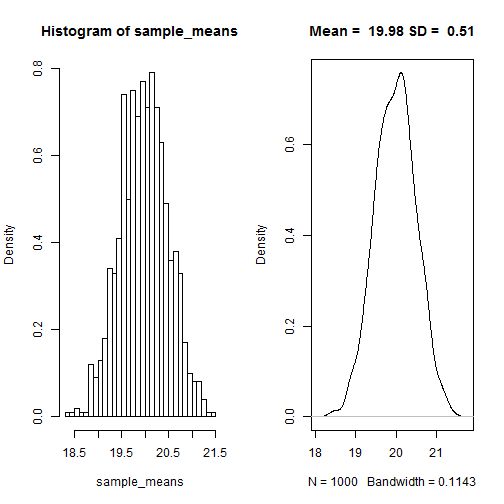 Histogram of sample_means
Density
0.0 0.2 0.4 0.6 0.8
18.5 19.5 20.5 21.5
sample_means
Mean = 19.98 SD = 0.51
Density
0.0 0.2 0.4 0.6
18 19 20 21
N = 1000 Bandwidth = 0.1143